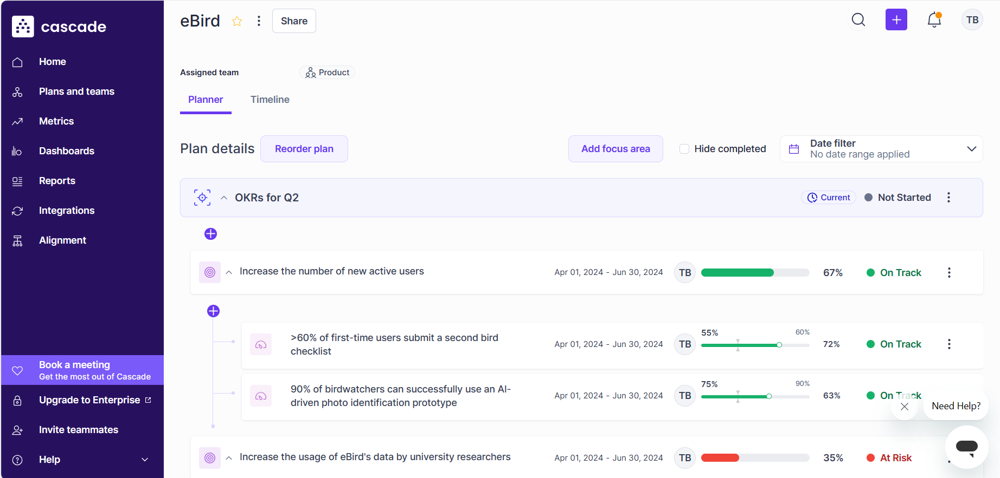 cascade
Home
Plans and teams
Metrics
Dashboards
Reports
Integrations
Alignment
Book a meeting
Get the most out of Cascade
Upgrade to Enterprise
Invite teammates
Help
eBird
Share
TB
Assigned team
Product
Planner
Timeline
Plan details
Reorder plan
Add focus area
Hide completed
Date filter
No date range applied
OKRs for Q2
Current
Not Started
Increase the number of new active users
Apr 01, 2024 - Jun 30, 2024
TB
67%
On Track
>60% of first-time users submit a second bird
checklist
Apr 01, 2024 - Jun 30, 2024
TB
55%
60%
72%
On Track
90% of birdwatchers can successfully use an AI-
driven photo identification prototype
Apr 01, 2024 - Jun 30, 2024
TB
75%
90%
63%
On Track
Need Help?
Increase the usage of eBird's data by university researchers
Apr 01, 2024 - Jun 30, 2024
TB
35%
At Risk